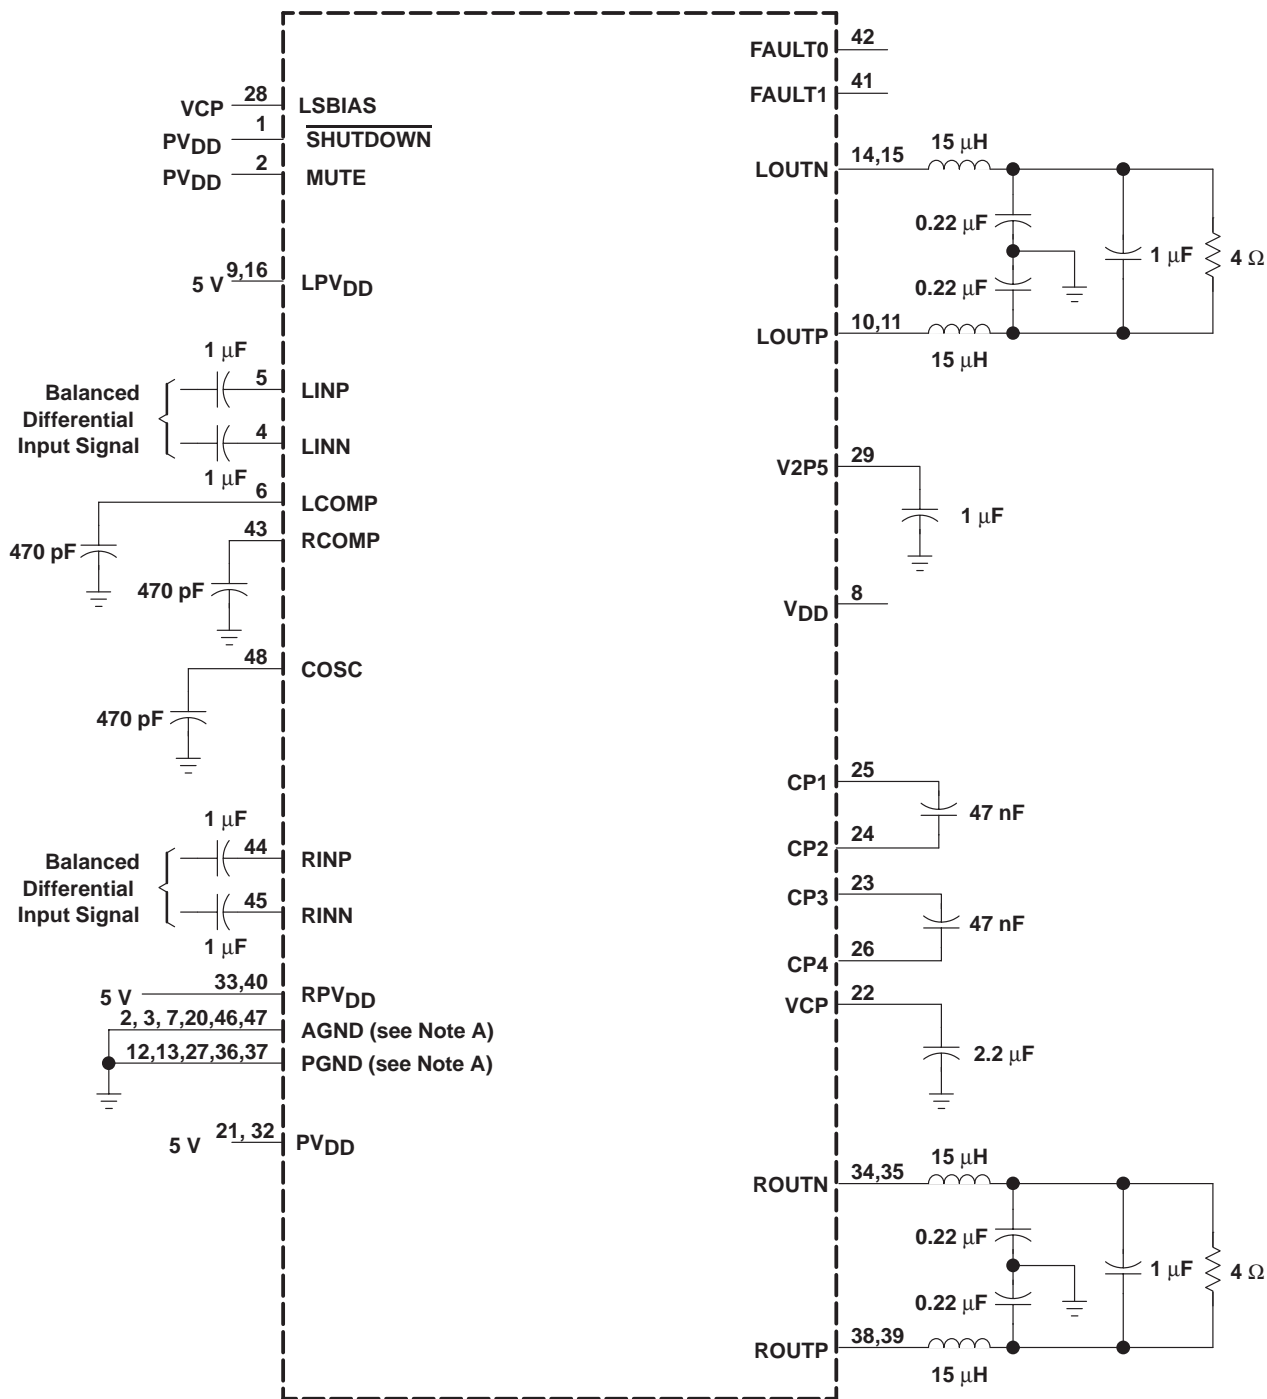 FAULT0
42
FAULT1
41
VCP
28
LSBIAS
PVDD
1
SHUTDOWN
PVDD
2
MUTE
LOUTN
14,15
15 μH
0.22 μF
0.22 μF
1 μF
4 Ω
LOUTP
10,11
15 μH
5 V
9,16
LPVDD
1 μF
Balanced
Differential
Input Signal
5
LINP
4
LINN
1 μF
6
LCOMP
470 pF
43
RCOMP
470 pF
V2P5
29
1 μF
VDD
8
48
COSC
470 pF
CP1
25
47 nF
CP2
24
CP3
23
47 nF
CP4
26
VCP
22
2.2 μF
1 μF
Balanced
Differential
Input Signal
44
RINP
45
RINN
1 μF
5 V
33,40
RPVDD
2, 3, 7,20,46,47
AGND (see Note A)
12,13,27,36,37
PGND (see Note A)
5 V
21, 32
PVDD
ROUTN
34,35
15 μH
0.22 μF
0.22 μF
1 μF
4 Ω
ROUTP
38,39
15 μH